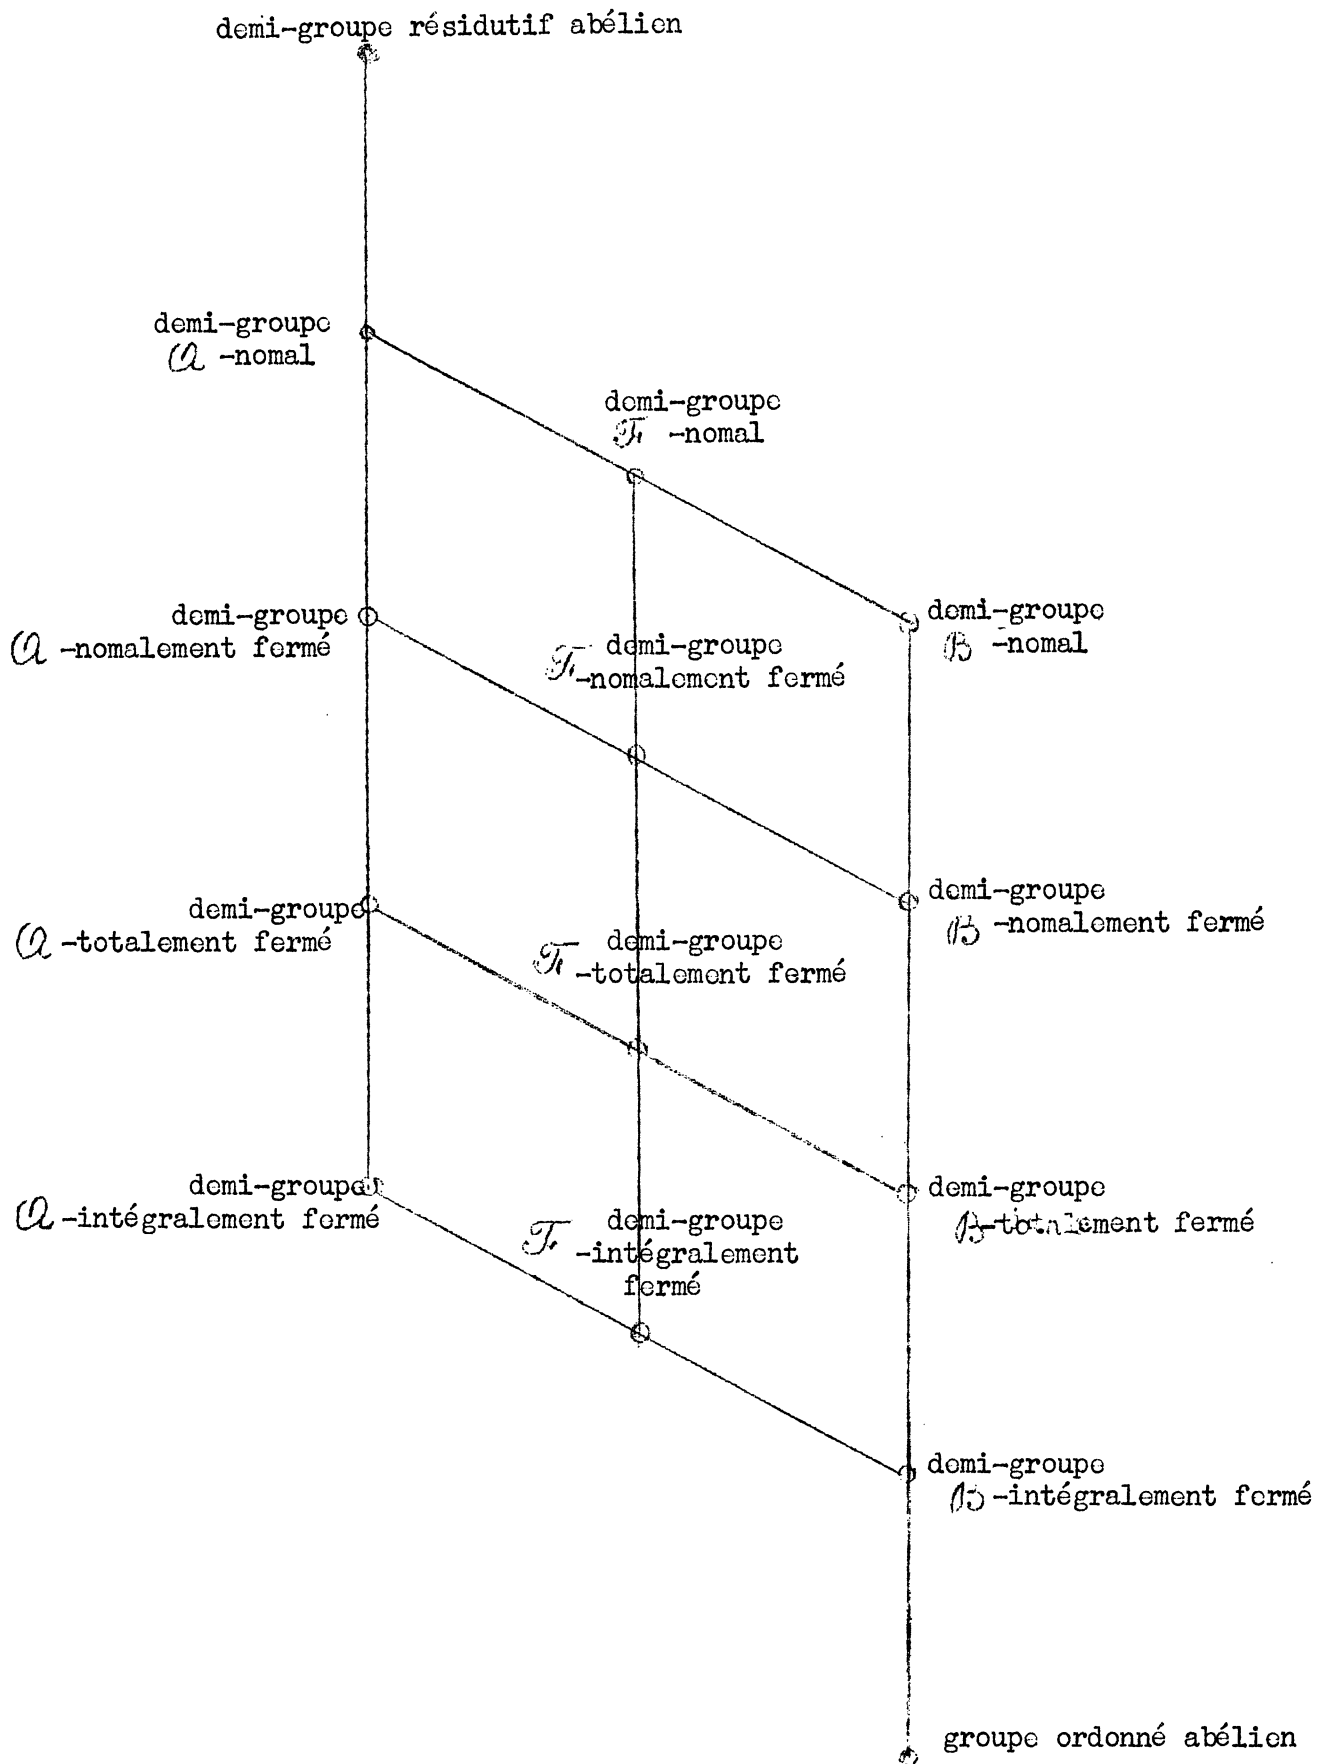 demi-groupe résidutif abélien
demi-groupe
𝒜 -nomal
demi-groupe
ℱ -nomal
demi-groupe
ℬ -nomal
demi-groupe
𝒜 -nomalement fermé
demi-groupe
ℱ -nomalement fermé
demi-groupe
ℬ -nomalement fermé
demi-groupe
𝒜 -totalement fermé
demi-groupe
ℱ -totalement fermé
demi-groupe
ℬ -totalement fermé
demi-groupe
𝒜 -intégralement fermé
demi-groupe
ℱ -intégralement
fermé
demi-groupe
ℬ -intégralement fermé
groupe ordonné abélien